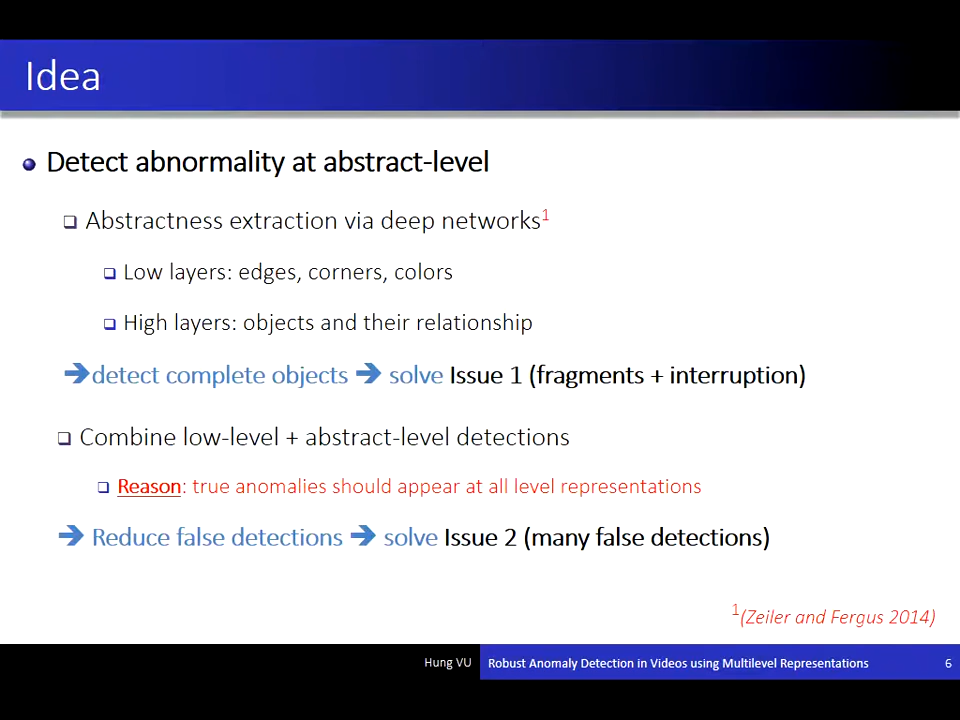 Idea
Detect abnormality at abstract-level
Abstractness extraction via deep networks1
Low layers: edges, corners, colors
High layers: objects and their relationship
➔detect complete objects ➔ solve Issue 1 (fragments + interruption)
Combine low-level + abstract-level detections
Reason: true anomalies should appear at all level representations
➔ Reduce false detections ➔ solve Issue 2 (many false detections)
1(Zeiler and Fergus 2014)
Hung VU Robust Anomaly Detection in Videos using Multilevel Representations 6